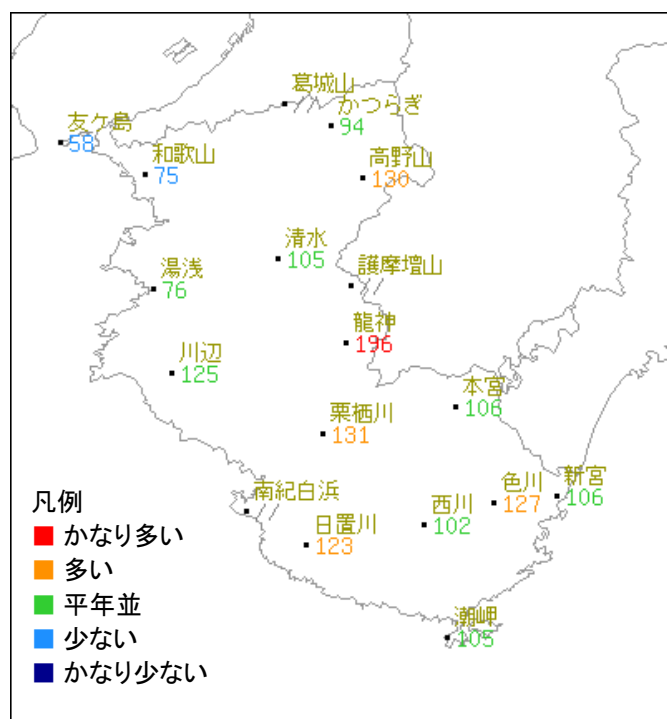 葛城山
かつらぎ
94
友ケ島
58
和歌山
75
高野山
130
清水
105
護摩壇山
湯浅
76
龍神
196
川辺
125
本宮
106
栗栖川
131
南紀白浜
日置川
123
西川
102
色川
127
新宮
106
潮岬
105
凡例
かなり多い
多い
平年並
少ない
かなり少ない